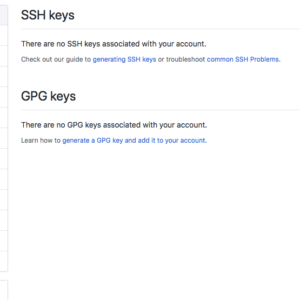 SSH keys
There are no SSH keys associated with your account.
Check out our guide to generating SSH keys or troubleshoot common SSH Problems.
GPG keys
There are no GPG keys associated with your account.
Learn how to generate a GPG key and add it to your account.